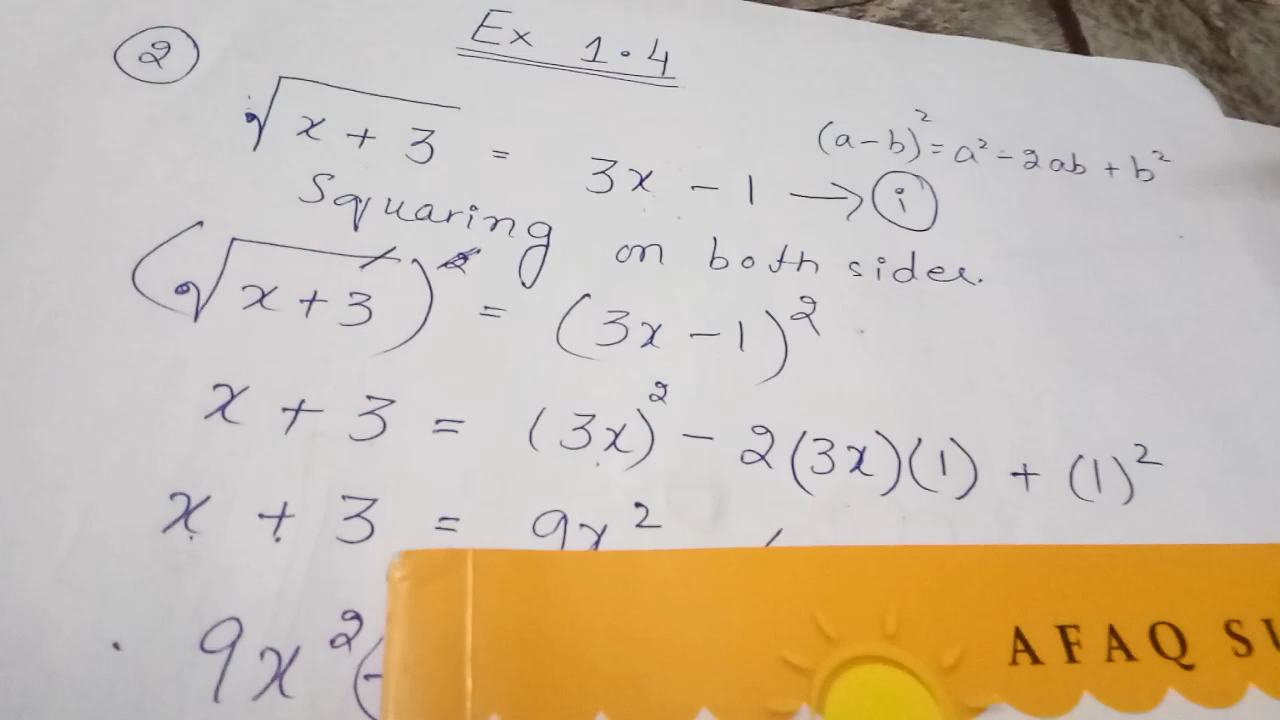 Ex 1.4
② √(x + 3) = 3x - 1 → ⓘ
(a-b)² = a² - 2ab + b²
Squaring on both sides.
(√(x+3))² = (3x - 1)²
x + 3 = (3x)² - 2(3x)(1) + (1)²
x + 3 = 9x²
9x²
AFAQ